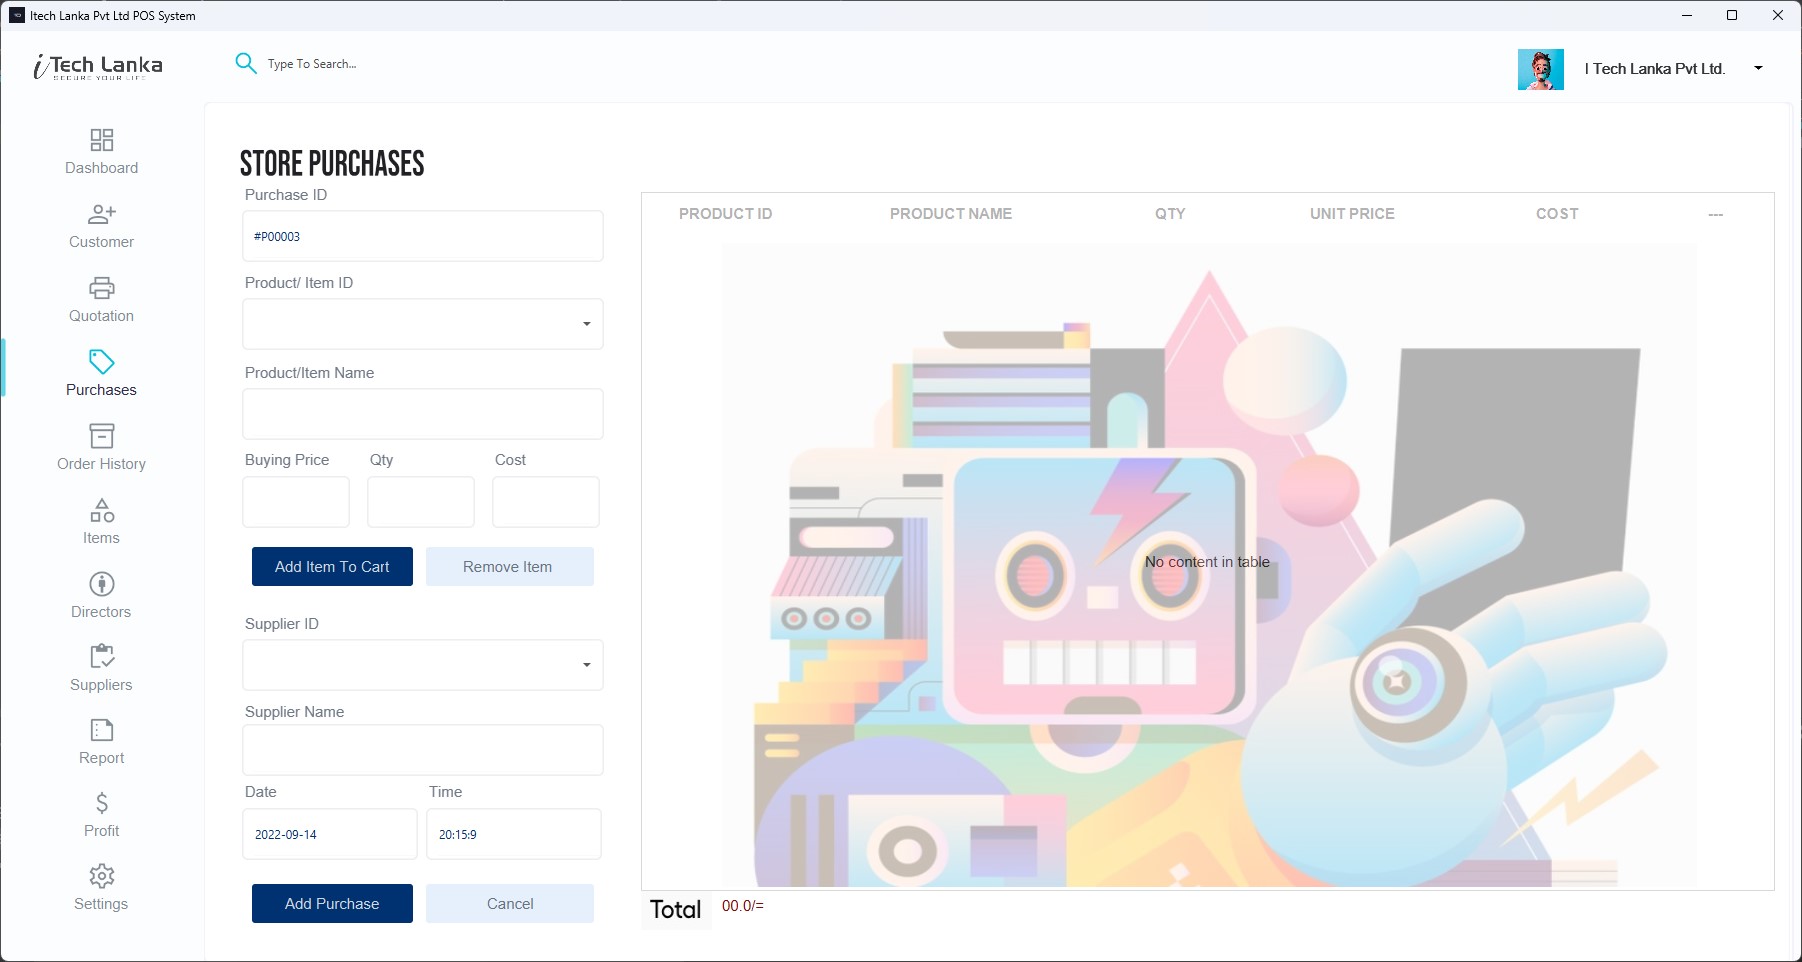 Itech Lanka Pvt Ltd POS System
i Tech Lanka
SECURE YOUR LIFE
Type To Search...
I Tech Lanka Pvt Ltd.
Dashboard
Customer
Quotation
Purchases
Order History
Items
Directors
Suppliers
Report
Profit
Settings
STORE PURCHASES
Purchase ID
#P00003
Product/ Item ID
Product/Item Name
Buying Price Qty Cost
Add Item To Cart Remove Item
Supplier ID
Supplier Name
Date Time
2022-09-14 20:15:9
Add Purchase Cancel
PRODUCT ID PRODUCT NAME QTY UNIT PRICE COST ---
No content in table
Total 00.0/=